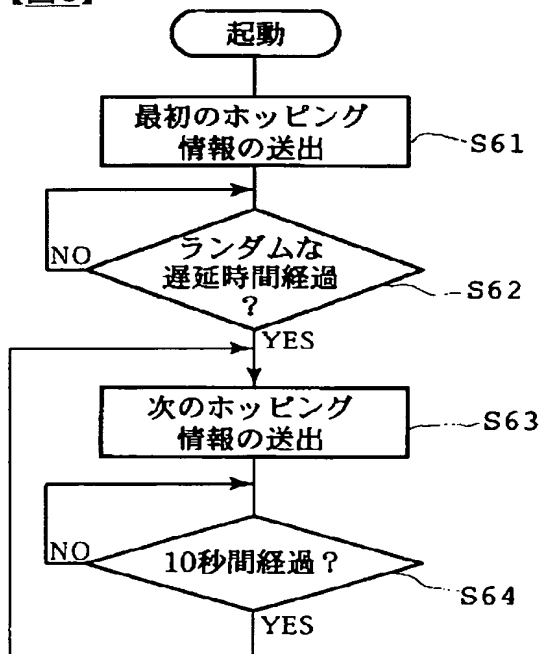 起動
最初のホッピング
情報の送出
S61
ランダムな
遅延時間経過
?
NO
S62
YES
次のホッピング
情報の送出
S63
10秒間経過?
NO
S64
YES